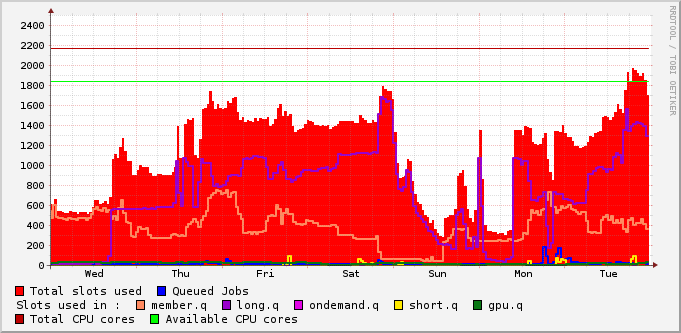 2400
2200
2000
1800
1600
1400
1200
1000
800
600
400
200
0
Wed Thu Fri Sat Sun Mon Tue
RRDTOOL / TOBI OETIKER
Total slots used Queued Jobs
Slots used in : member.q long.q ondemand.q short.q gpu.q
Total CPU cores Available CPU cores